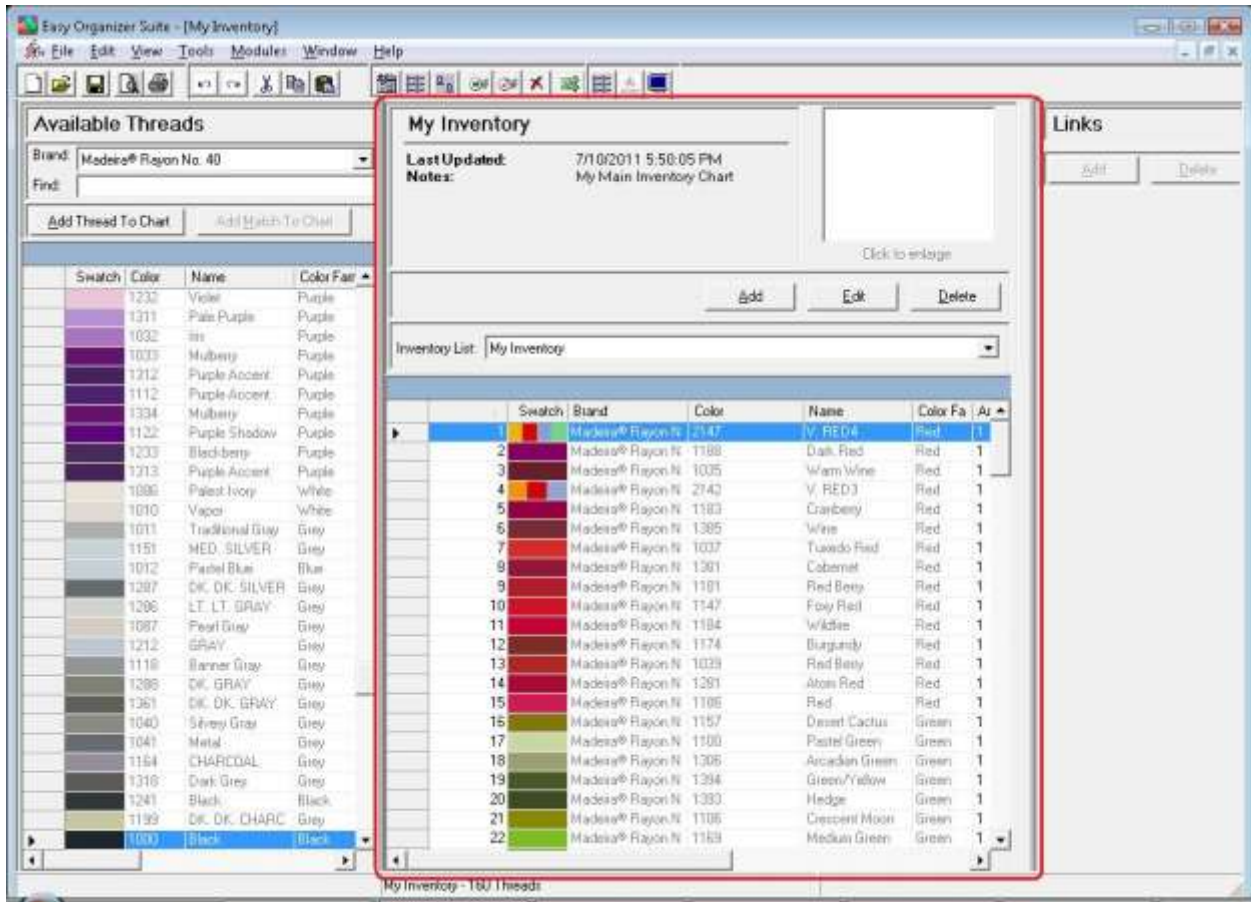 Easy Organizer Suite - [My Inventory]
File Edit View Tools Modules Window Help
Available Threads
Brand: Madeira® Rayon No. 40
Find:
Add Thread To Chart Add Match To Chart
Swatch Color Name Color Fam
1232 Violet Purple
1311 Pale Purple Purple
1032 Iris Purple
1033 Mulberry Purple
1312 Purple Accent Purple
1112 Purple Accent Purple
1334 Mulberry Purple
1122 Purple Shadow Purple
1233 Blackberry Purple
1313 Purple Accent Purple
1086 Palest Ivory White
1010 Vapor White
1011 Traditional Gray Grey
1151 MED. SILVER Grey
1012 Pastel Blue Blue
1287 DK. DK. SILVER Grey
1286 LT. LT. GRAY Grey
1087 Pearl Gray Grey
1212 GRAY Grey
1118 Banner Gray Grey
1288 DK. GRAY Grey
1361 DK. DK. GRAY Grey
1040 Silvery Gray Grey
1041 Metal Grey
1164 CHARCOAL Grey
1318 Dark Grey Grey
1241 Black Black
1199 DK. DK. CHARC Grey
1000 Black Black
My Inventory
Last Updated: 7/10/2011 5:50:05 PM
Notes: My Main Inventory Chart
Click to enlarge
Add Edit Delete
Inventory List: My Inventory
Swatch Brand Color Name Color Fa
1 Madeira® Rayon N 2147 V. RED4 Red 1
2 Madeira® Rayon N 1188 Dark Red Red 1
3 Madeira® Rayon N 1035 Warm Wine Red 1
4 Madeira® Rayon N 2142 V. RED3 Red 1
5 Madeira® Rayon N 1183 Cranberry Red 1
6 Madeira® Rayon N 1385 Wine Red 1
7 Madeira® Rayon N 1037 Tuxedo Red Red 1
8 Madeira® Rayon N 1381 Cabernet Red 1
9 Madeira® Rayon N 1181 Red Berry Red 1
10 Madeira® Rayon N 1147 Foxy Red Red 1
11 Madeira® Rayon N 1184 Wildfire Red 1
12 Madeira® Rayon N 1174 Burgundy Red 1
13 Madeira® Rayon N 1039 Red Berry Red 1
14 Madeira® Rayon N 1281 Atom Red Red 1
15 Madeira® Rayon N 1186 Red Red 1
16 Madeira® Rayon N 1157 Desert Cactus Green 1
17 Madeira® Rayon N 1100 Pastel Green Green 1
18 Madeira® Rayon N 1306 Arcadian Green Green 1
19 Madeira® Rayon N 1394 Green/Yellow Green 1
20 Madeira® Rayon N 1393 Hedge Green 1
21 Madeira® Rayon N 1106 Crescent Moon Green 1
22 Madeira® Rayon N 1169 Medium Green Green 1
Links
Add Delete
My Inventory - 160 Threads